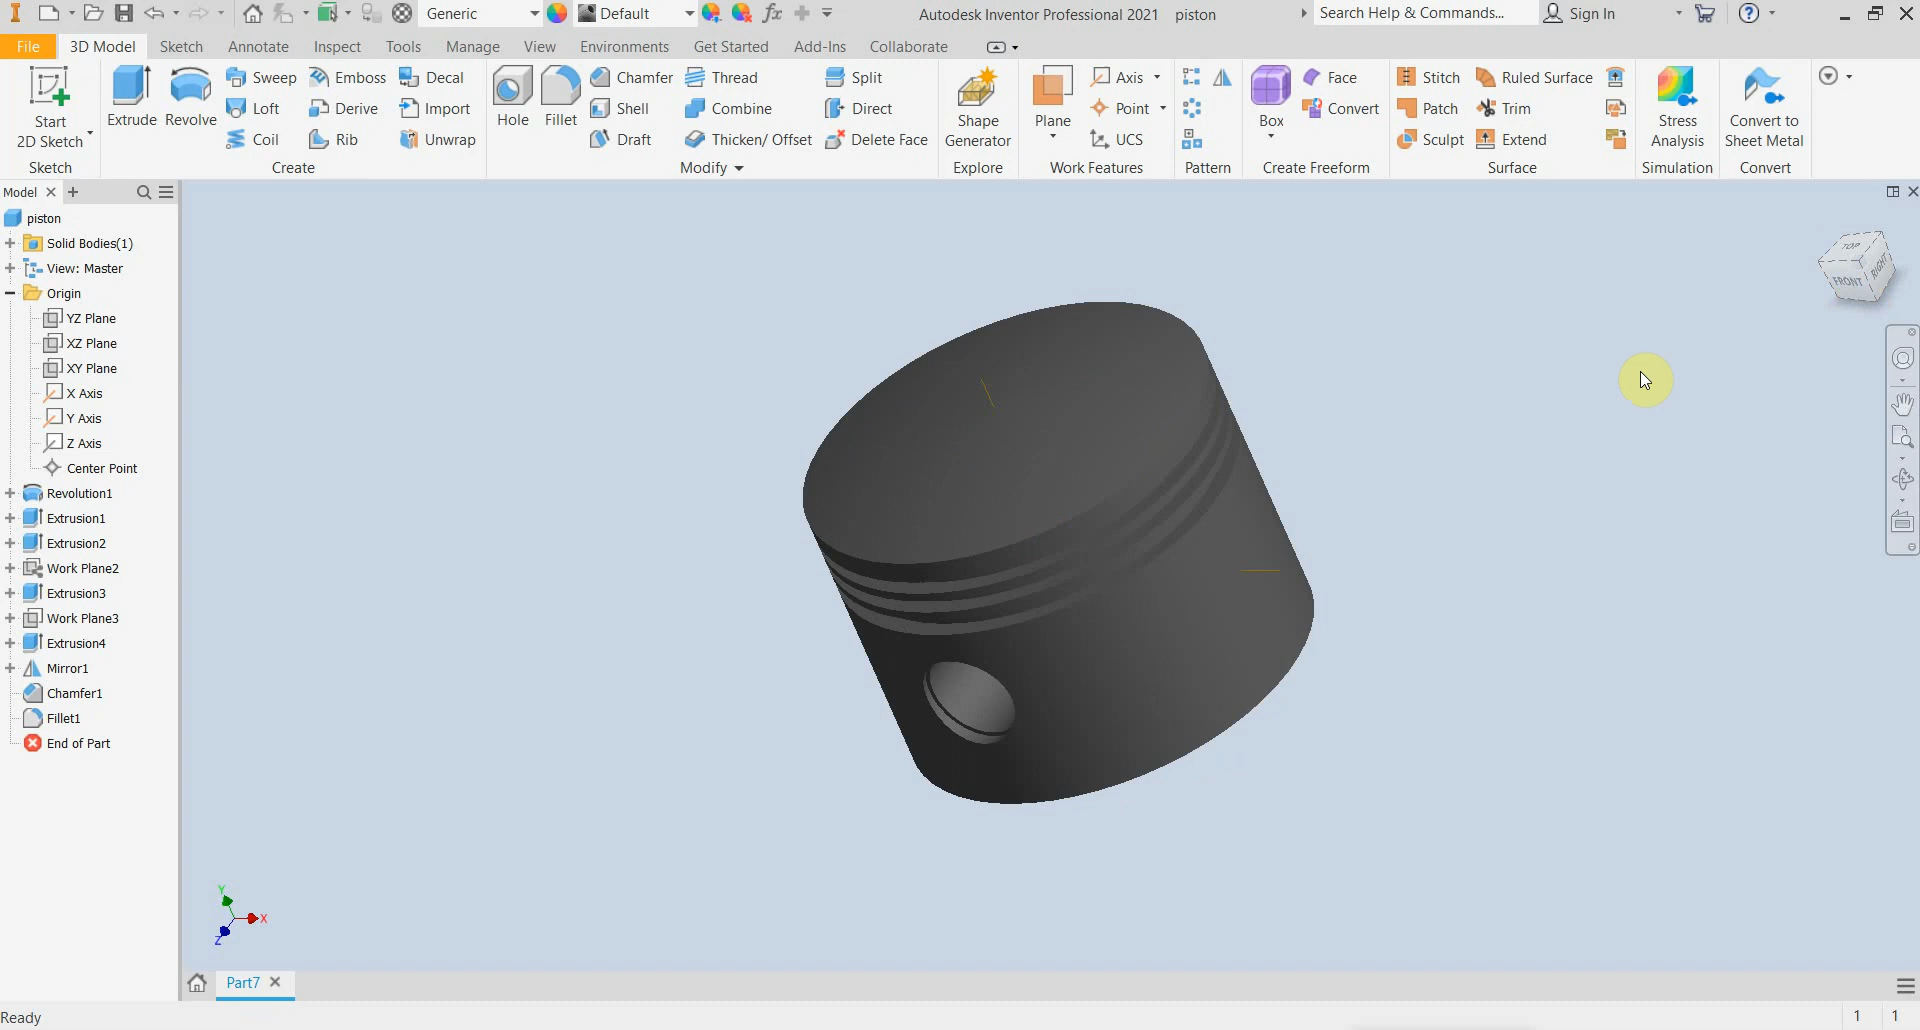 Generic
Default
Autodesk Inventor Professional 2021 piston
Search Help & Commands...
Sign In
File
3D Model
Sketch
Annotate
Inspect
Tools
Manage
View
Environments
Get Started
Add-Ins
Collaborate
Start
2D Sketch
Sketch
Extrude
Revolve
Sweep
Loft
Coil
Emboss
Derive
Rib
Decal
Import
Unwrap
Create
Hole
Fillet
Chamfer
Shell
Draft
Thread
Combine
Thicken/ Offset
Split
Direct
Delete Face
Modify
Shape
Generator
Explore
Plane
Axis
Point
UCS
Work Features
Pattern
Box
Face
Convert
Create Freeform
Stitch
Patch
Sculpt
Ruled Surface
Trim
Extend
Surface
Stress
Analysis
Simulation
Convert to
Sheet Metal
Convert
Model
piston
Solid Bodies(1)
View: Master
Origin
YZ Plane
XZ Plane
XY Plane
X Axis
Y Axis
Z Axis
Center Point
Revolution1
Extrusion1
Extrusion2
Work Plane2
Extrusion3
Work Plane3
Extrusion4
Mirror1
Chamfer1
Fillet1
End of Part
TOP
FRONT
RIGHT
Y
X
Z
Part7
Ready
1 1